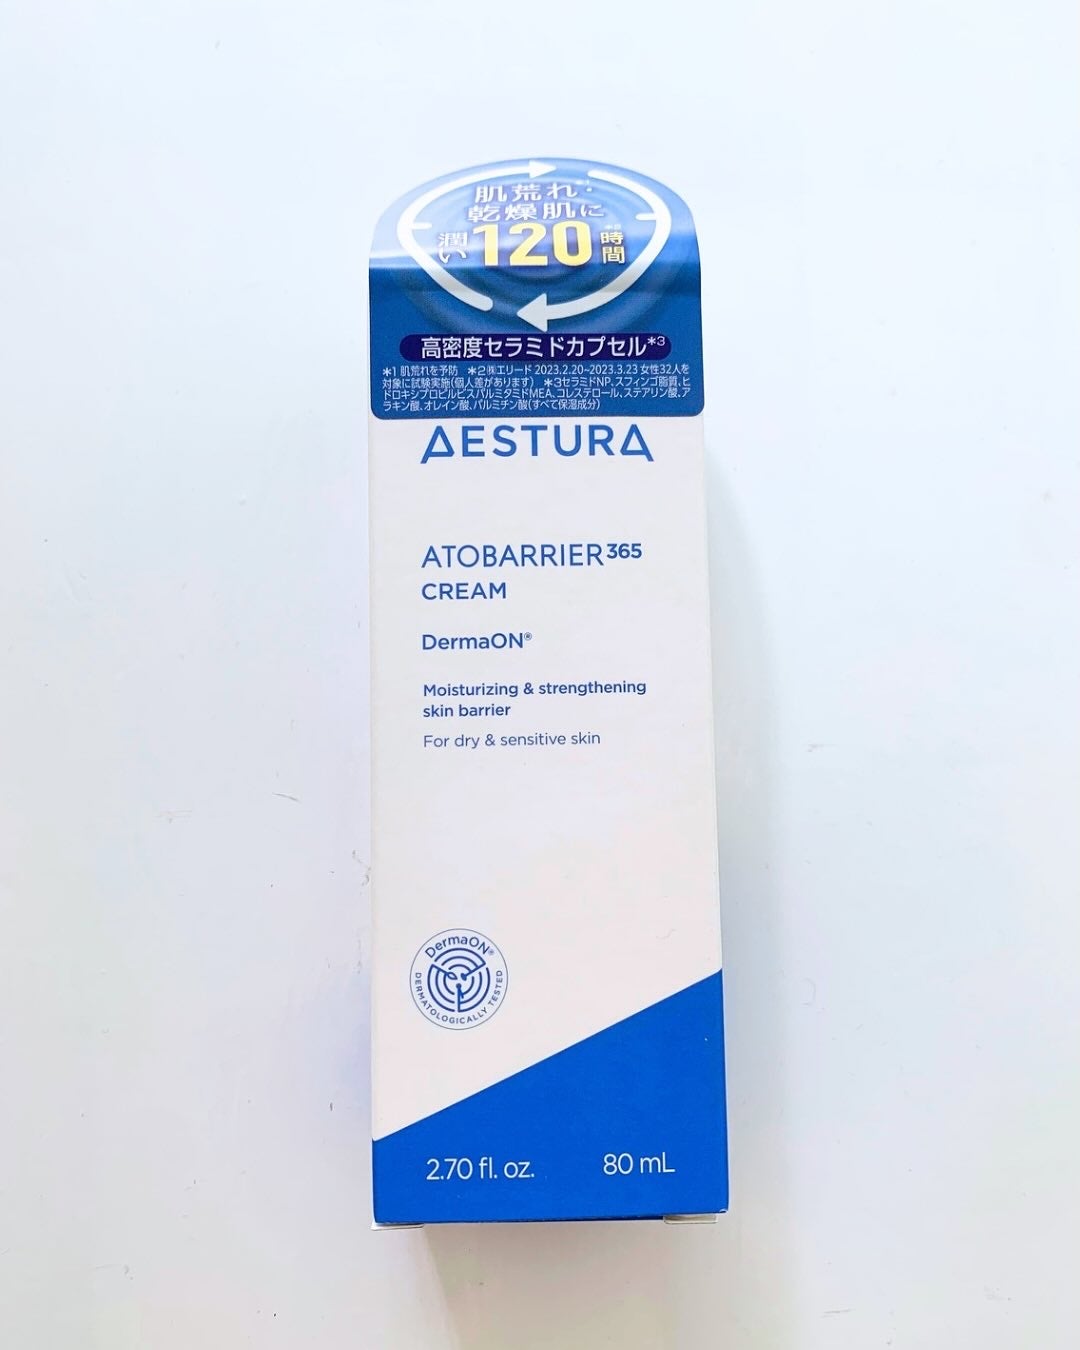 肌荒れ*1・
乾燥肌に
潤い120時間*2
高密度セラミドカプセル*3
*1 肌荒れを予防 *2㈱エリード 2023.2.20~2023.3.23 女性32人を
対象に試験実施(個人差があります) *3セラミドNP、スフィンゴ脂質、ヒ
ドロキシプロピルビスパルミタミドMEA、コレステロール、ステアリン酸、ア
ラキン酸、オレイン酸、パルミチン酸(すべて保湿成分)
AESTURA
ATOBARRIER365
CREAM
DermaON®
Moisturizing & strengthening
skin barrier
For dry & sensitive skin
DermaON®
DERMATOLOGICALLY TESTED
2.70 fl. oz. 80 mL